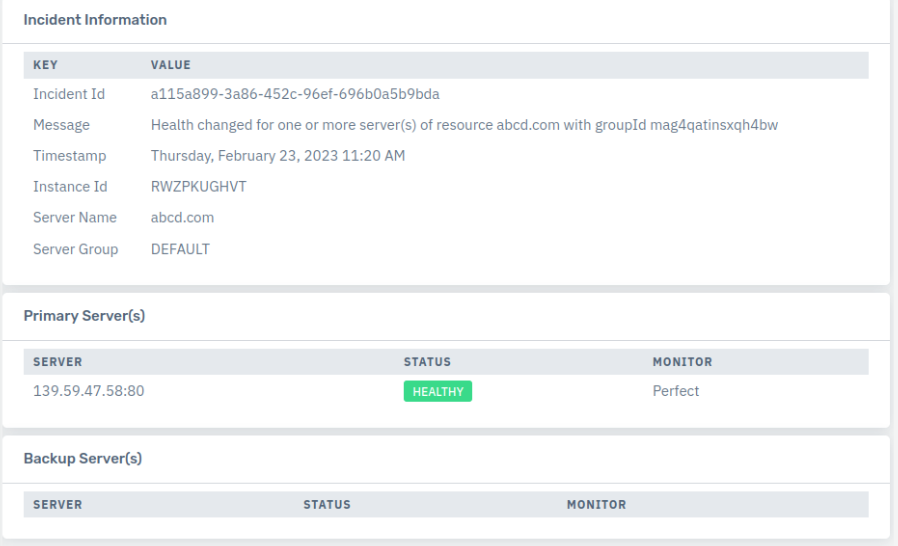 Incident Information
KEY VALUE
Incident Id a115a899-3a86-452c-96ef-696b0a5b9bda
Message Health changed for one or more server(s) of resource abcd.com with groupId mag4qatinsxqh4bw
Timestamp Thursday, February 23, 2023 11:20 AM
Instance Id RWZPKUGHVT
Server Name abcd.com
Server Group DEFAULT
Primary Server(s)
SERVER STATUS MONITOR
139.59.47.58:80 HEALTHY Perfect
Backup Server(s)
SERVER STATUS MONITOR